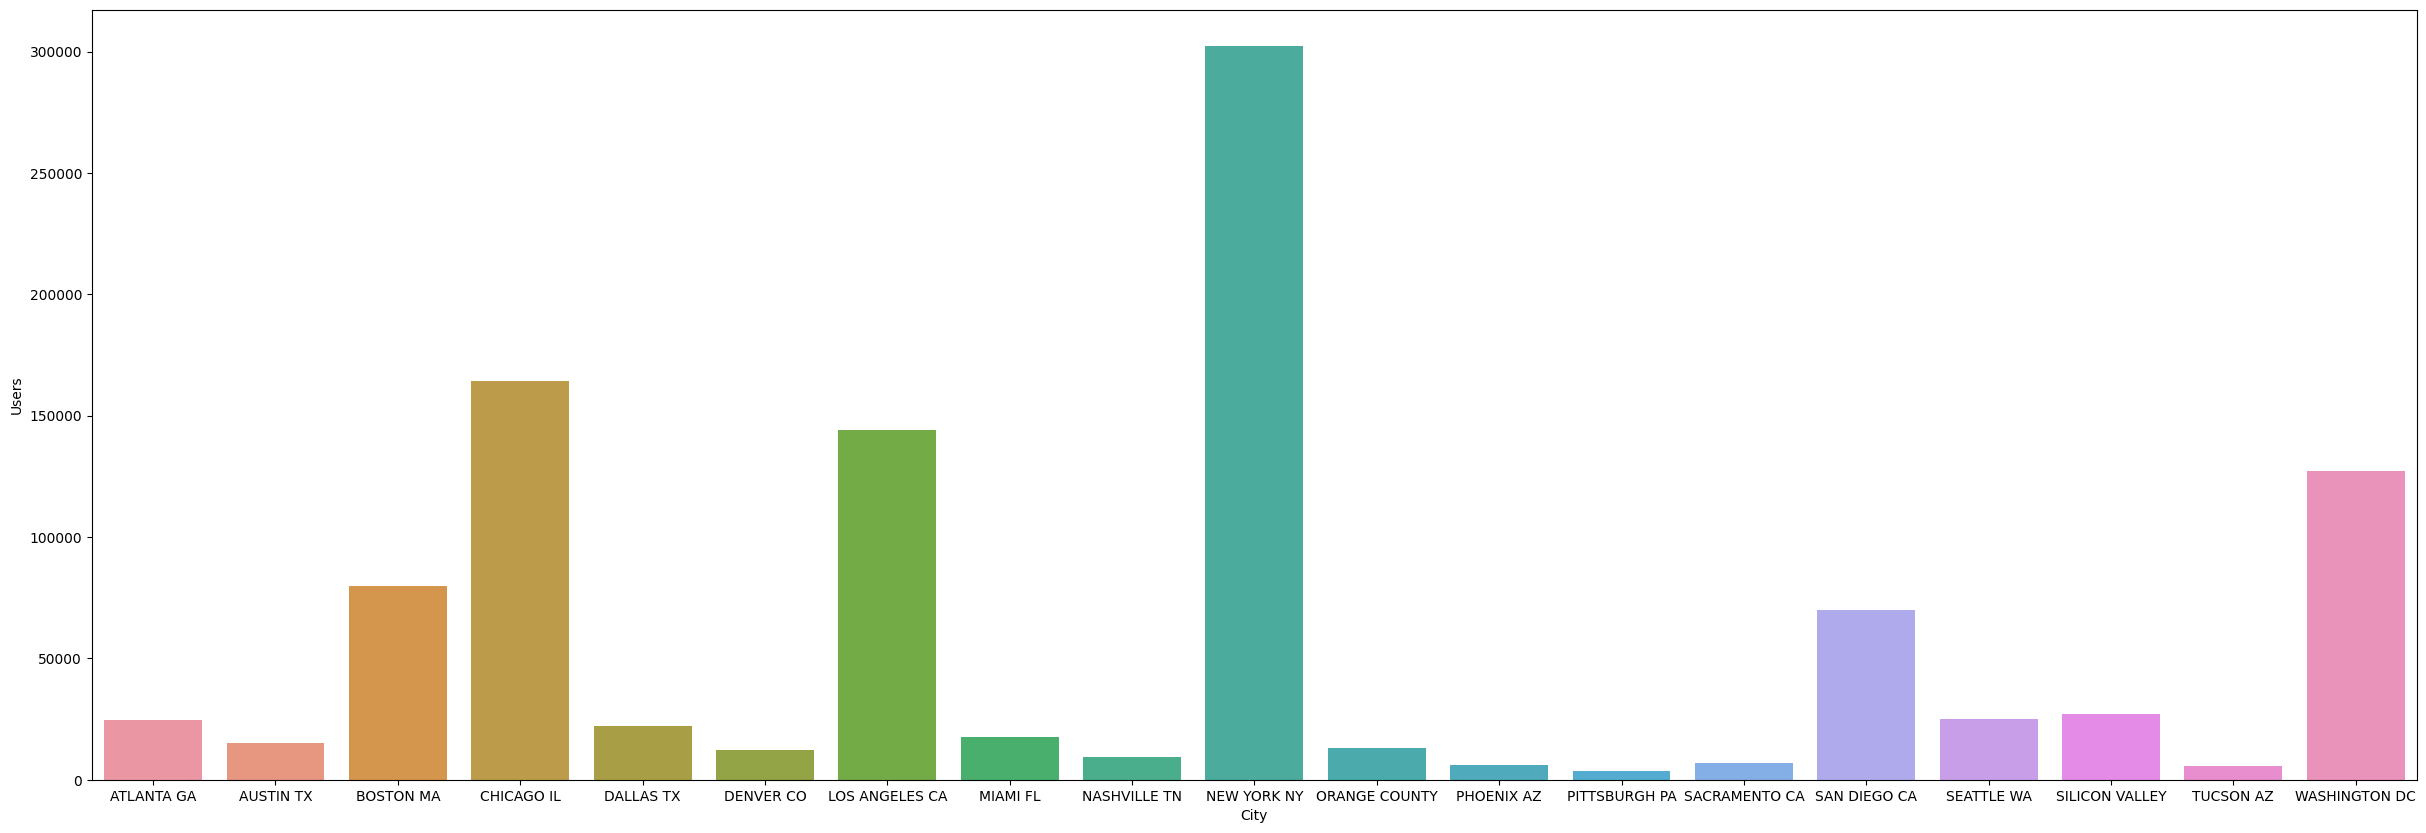 300000
250000
200000
150000
100000
50000
0
Users
ATLANTA GA
AUSTIN TX
BOSTON MA
CHICAGO IL
DALLAS TX
DENVER CO
LOS ANGELES CA
MIAMI FL
NASHVILLE TN
NEW YORK NY
ORANGE COUNTY
PHOENIX AZ
PITTSBURGH PA
SACRAMENTO CA
SAN DIEGO CA
SEATTLE WA
SILICON VALLEY
TUCSON AZ
WASHINGTON DC
City